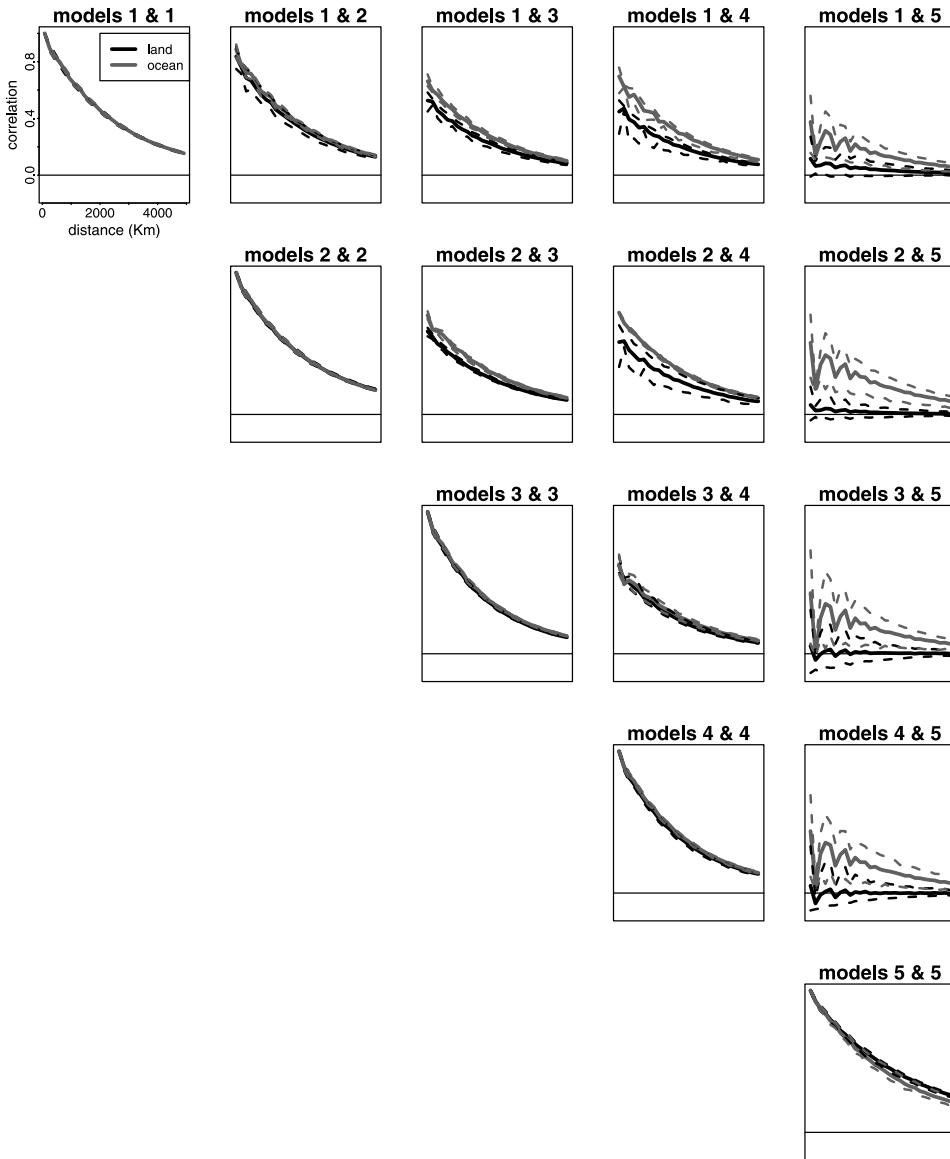 models 1 & 1
models 1 & 2
models 1 & 3
models 1 & 4
models 1 & 5
land
ocean
correlation
0.8
0.4
0.0
0
2000
4000
distance (Km)
models 2 & 2
models 2 & 3
models 2 & 4
models 2 & 5
models 3 & 3
models 3 & 4
models 3 & 5
models 4 & 4
models 4 & 5
models 5 & 5